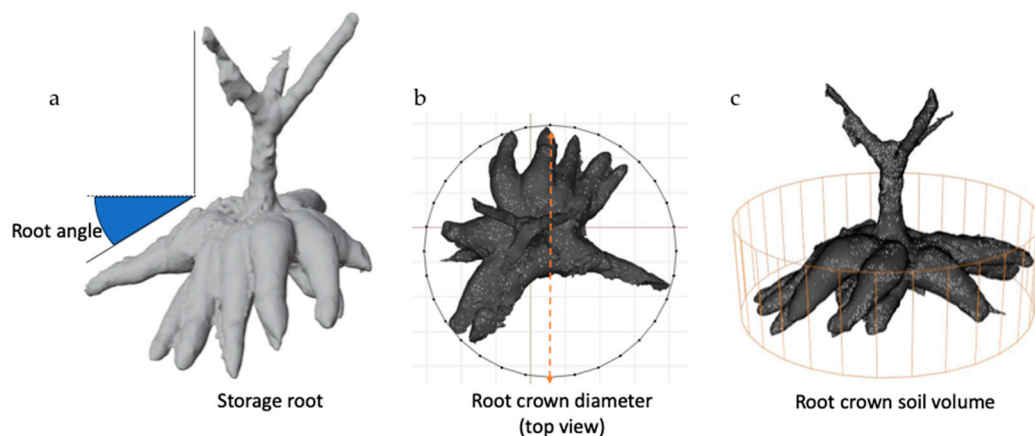 a
b
c
Root angle
Storage root
Root crown diameter
(top view)
Root crown soil volume